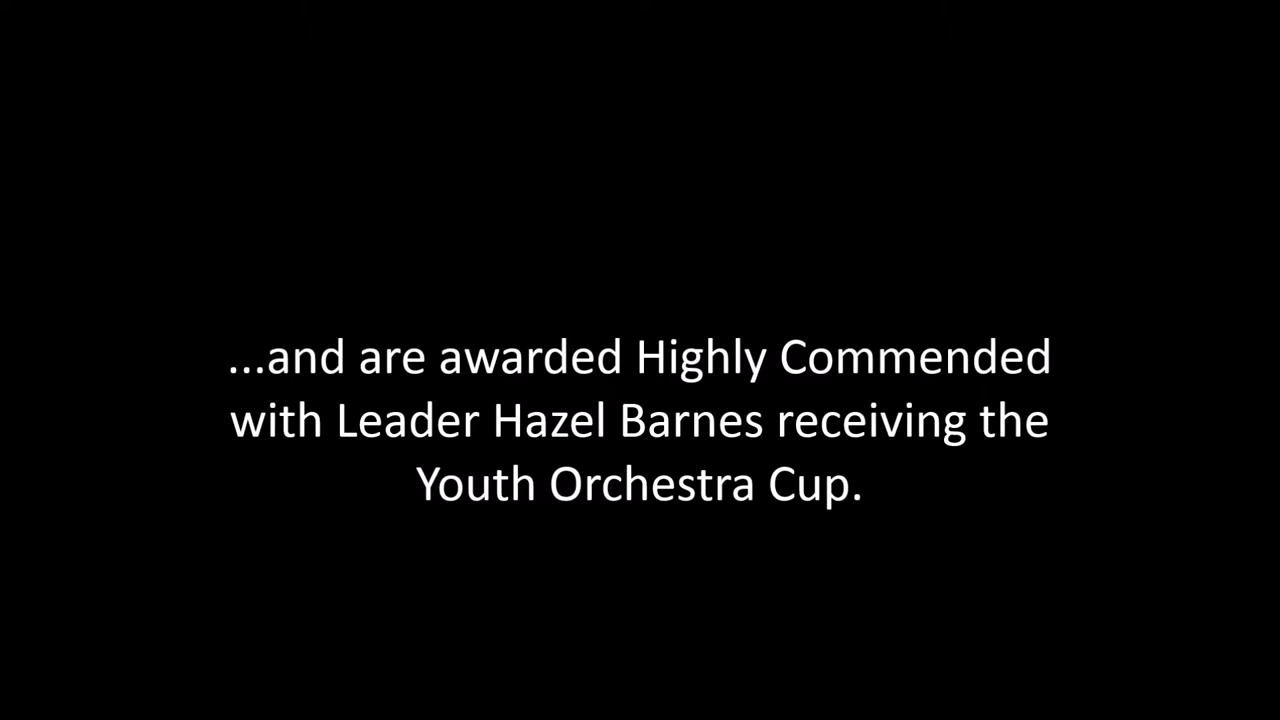 ...and are awarded Highly Commended
with Leader Hazel Barnes receiving the
Youth Orchestra Cup.